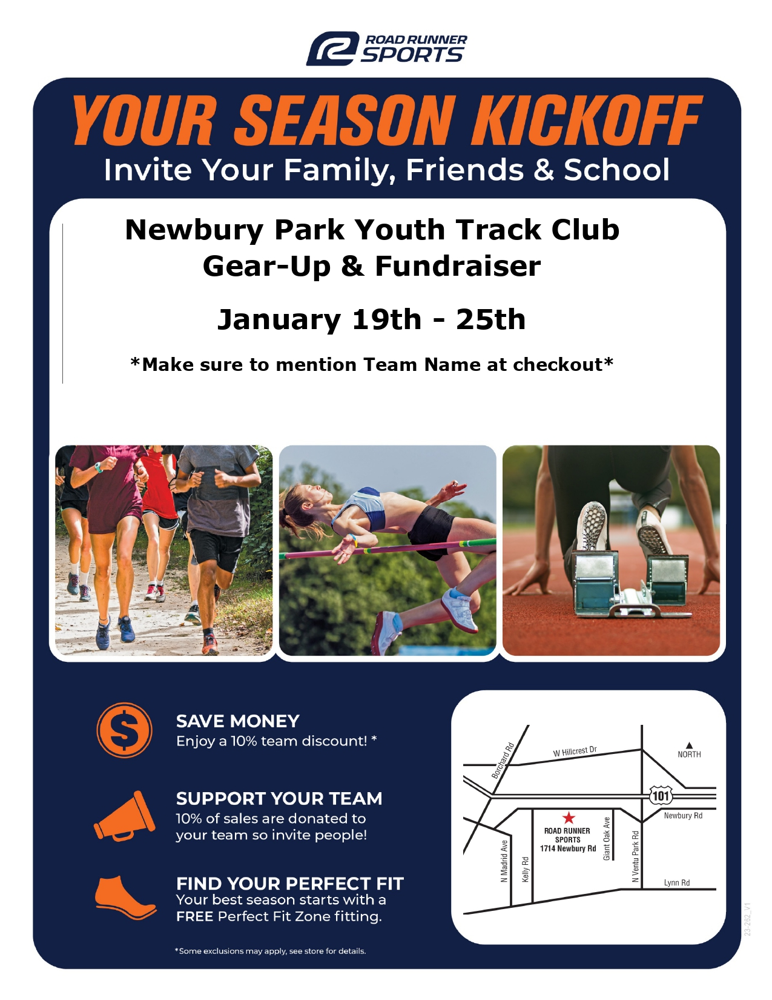 ROAD RUNNER
SPORTS
YOUR SEASON KICKOFF
Invite Your Family, Friends & School
Newbury Park Youth Track Club
Gear-Up & Fundraiser
January 19th - 25th
*Make sure to mention Team Name at checkout*
SAVE MONEY
Enjoy a 10% team discount! *
SUPPORT YOUR TEAM
10% of sales are donated to
your team so invite people!
FIND YOUR PERFECT FIT
Your best season starts with a
FREE Perfect Fit Zone fitting.
*Some exclusions may apply, see store for details.
Borchard Rd
W Hillcrest Dr
NORTH
101
Newbury Rd
ROAD RUNNER
SPORTS
1714 Newbury Rd
Giant Oak Ave
N Madrid Ave
Kelly Rd
N Ventu Park Rd
Lynn Rd
23-262_V1